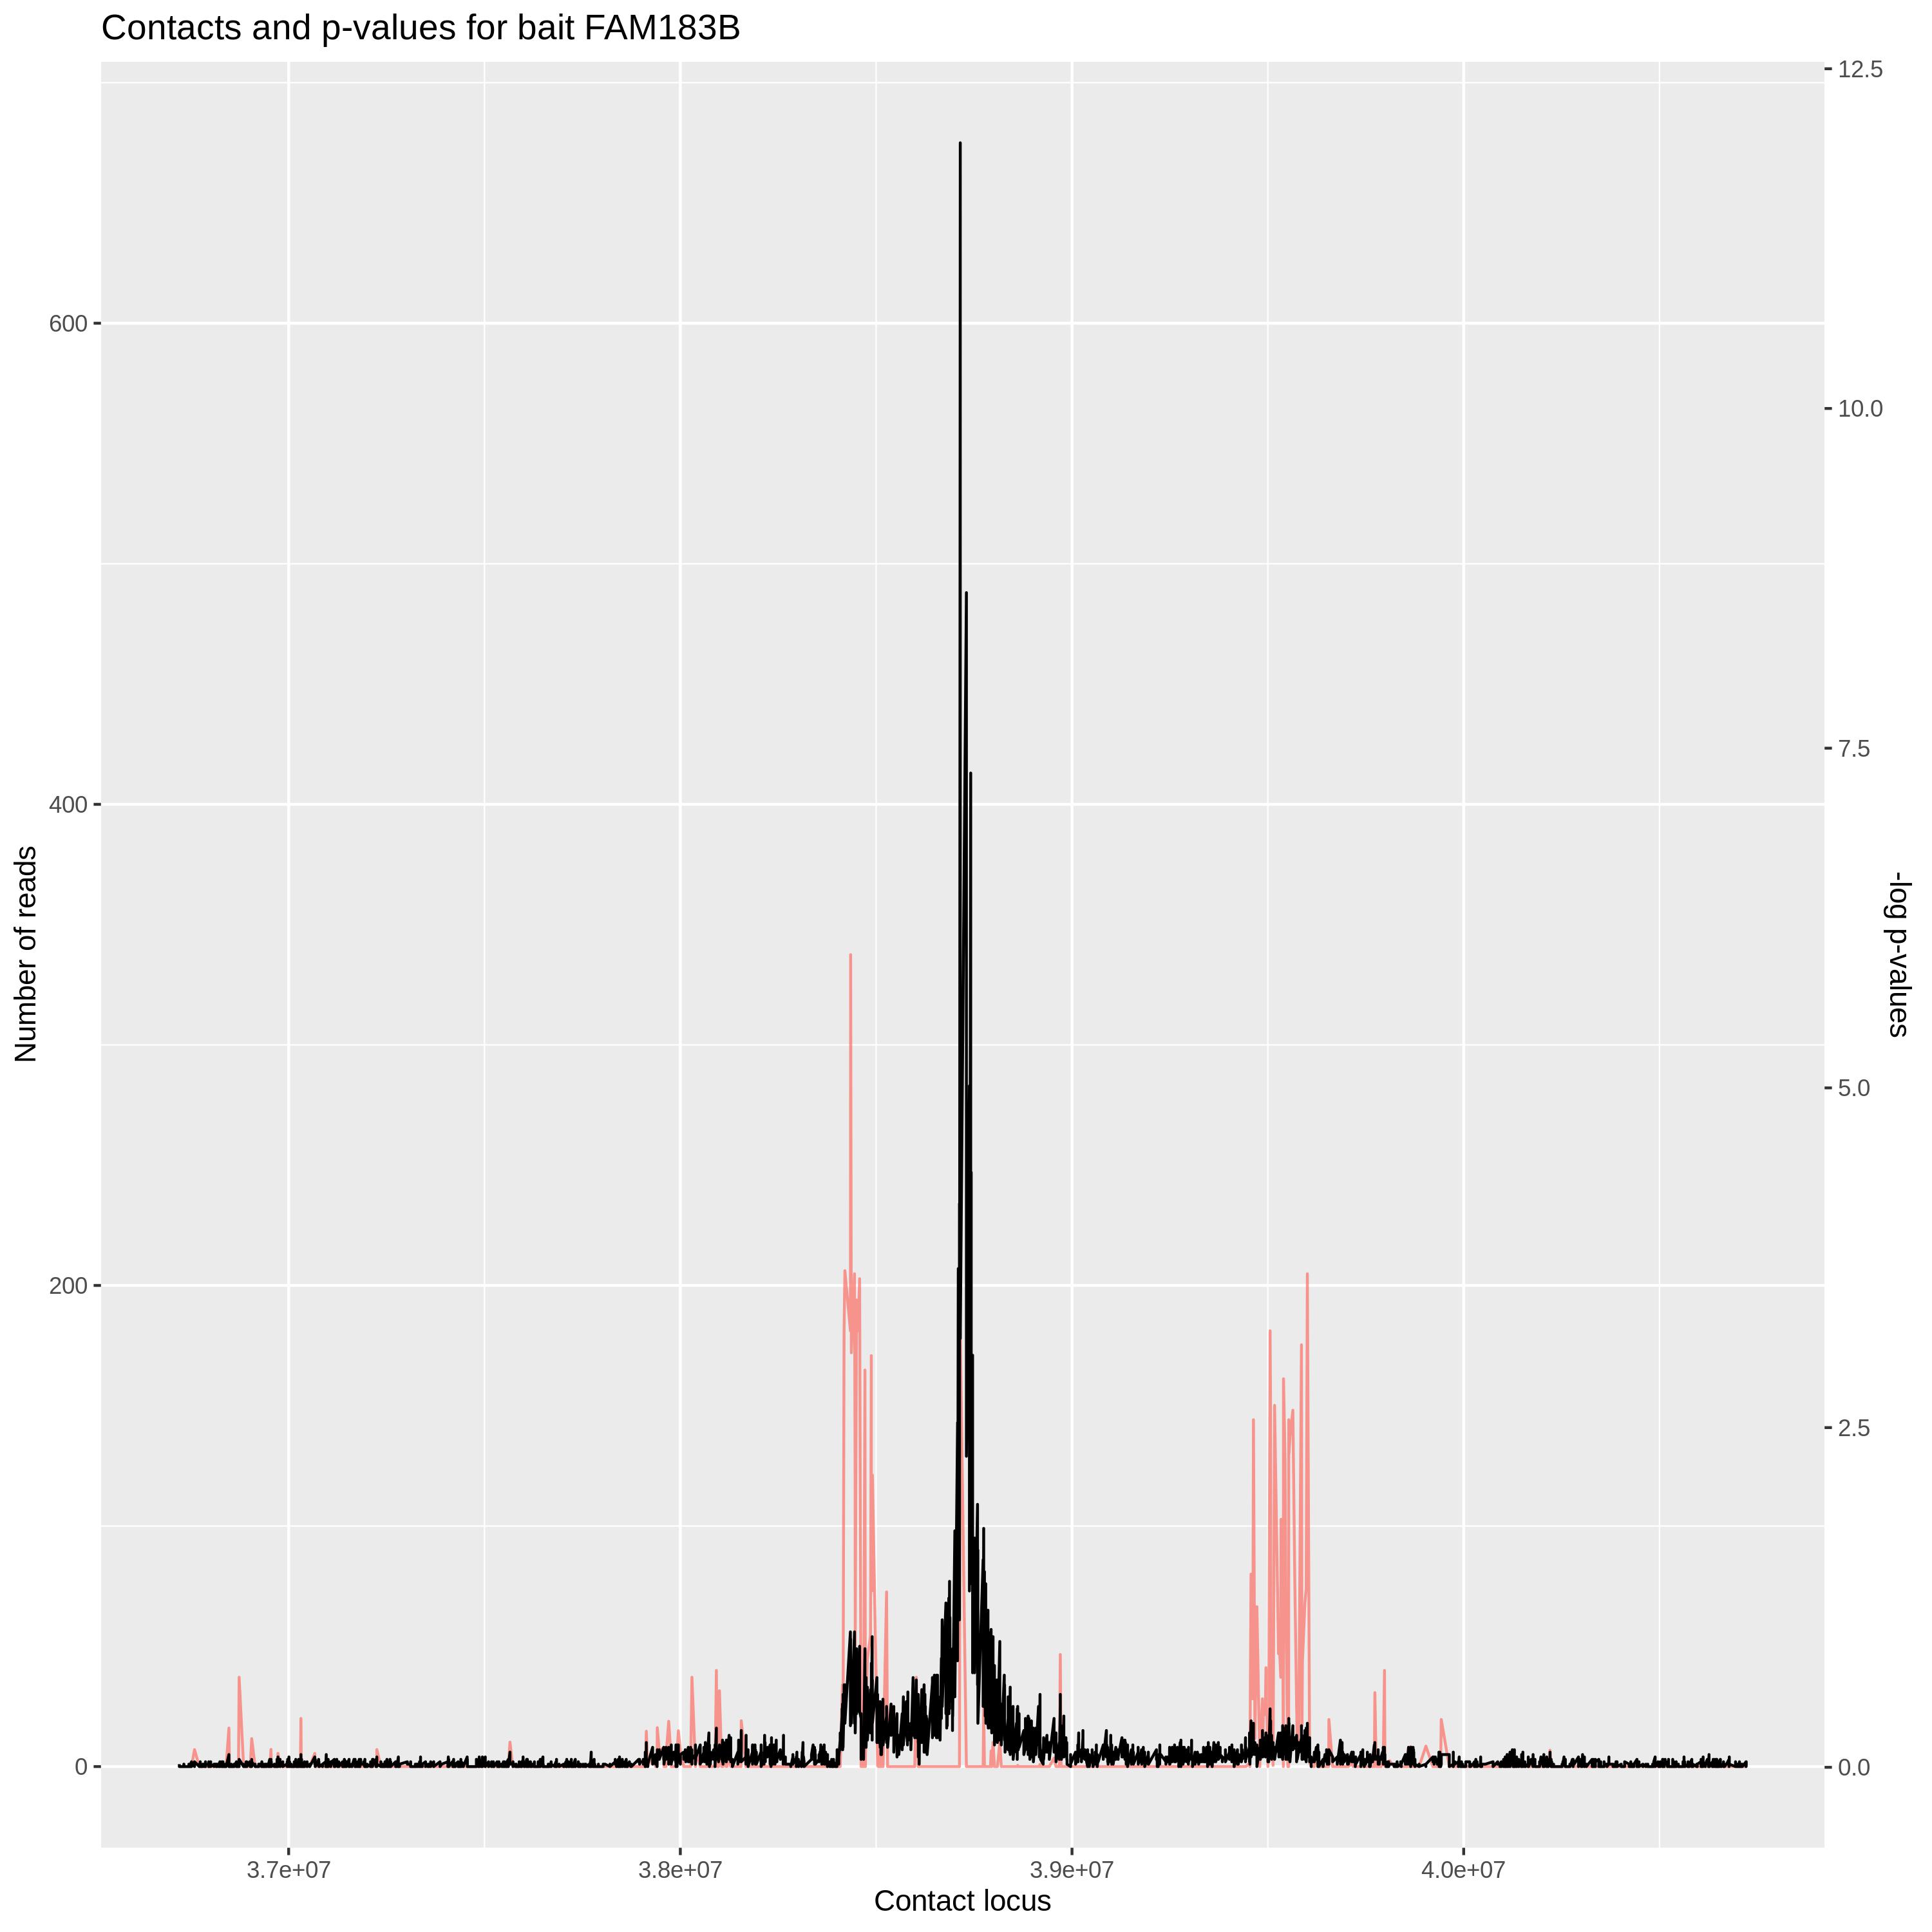 Contacts and p-values for bait FAM183B
12.5
600
10.0
7.5
400
Number of reads
-log p-values
5.0
200
2.5
0
0.0
3.7e+07 3.8e+07 3.9e+07 4.0e+07
Contact locus